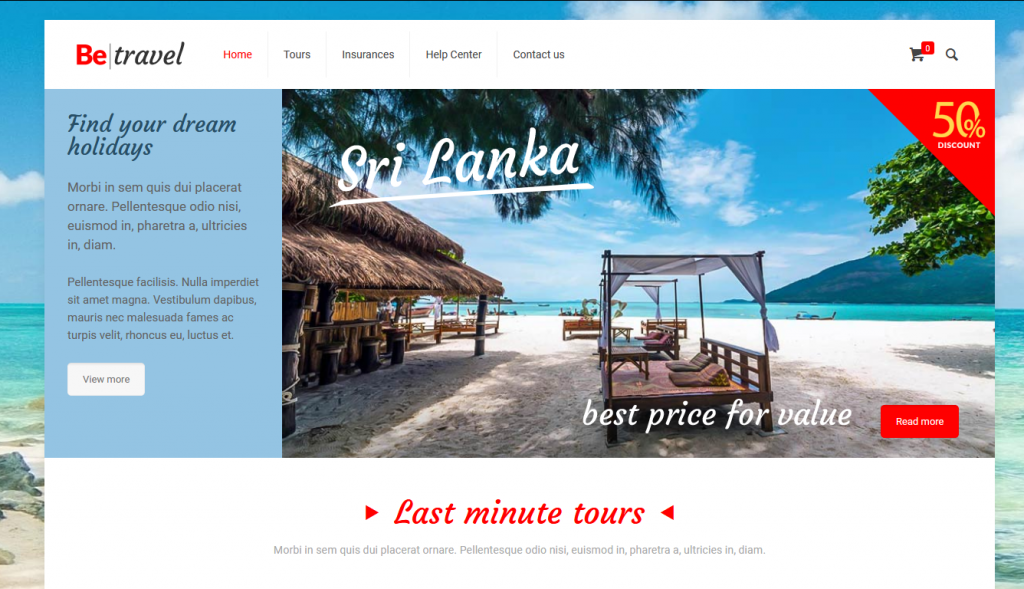 Be travel
Home Tours Insurances Help Center Contact us
0
Find your dream
holidays
Morbi in sem quis dui placerat
ornare. Pellentesque odio nisi,
euismod in, pharetra a, ultricies
in, diam.
Pellentesque facilisis. Nulla imperdiet
sit amet magna. Vestibulum dapibus,
mauris nec malesuada fames ac
turpis velit, rhoncus eu, luctus et.
View more
Sri Lanka
50%
DISCOUNT
best price for value
Read more
Last minute tours
Morbi in sem quis dui placerat ornare. Pellentesque odio nisi, euismod in, pharetra a, ultricies in, diam.